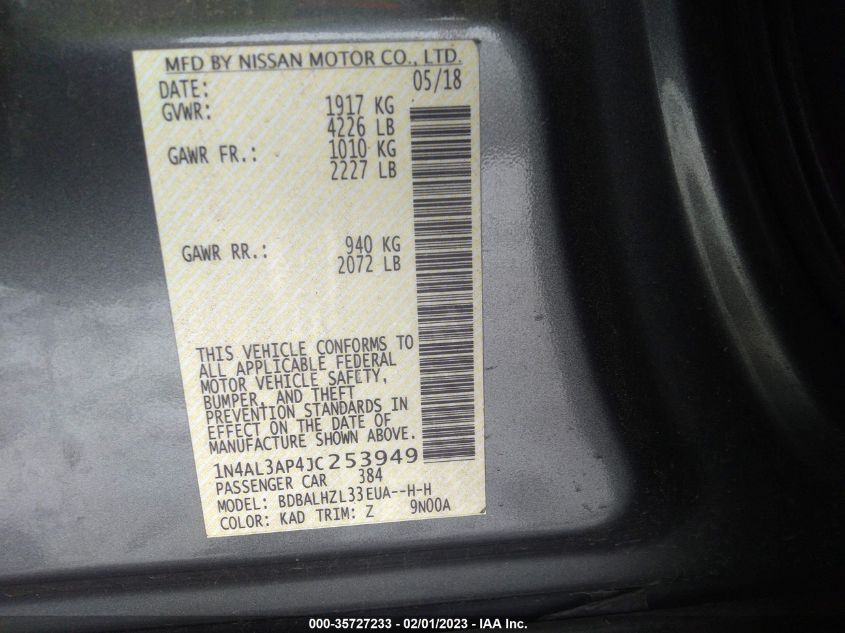 MFD BY NISSAN MOTOR CO., LTD.
DATE: 05/18
GVWR: 1917 KG
4226 LB
GAWR FR.: 1010 KG
2227 LB
GAWR RR.: 940 KG
2072 LB
THIS VEHICLE CONFORMS TO
ALL APPLICABLE FEDERAL
MOTOR VEHICLE SAFETY,
BUMPER, AND THEFT
PREVENTION STANDARDS IN
EFFECT ON THE DATE OF
MANUFACTURE SHOWN ABOVE.
1N4AL3AP4JC253949
PASSENGER CAR 384
MODEL: BDBALHZL33EUA--H-H
COLOR: KAD TRIM: Z 9N00A
000-35727233 - 02/01/2023 - IAA Inc.